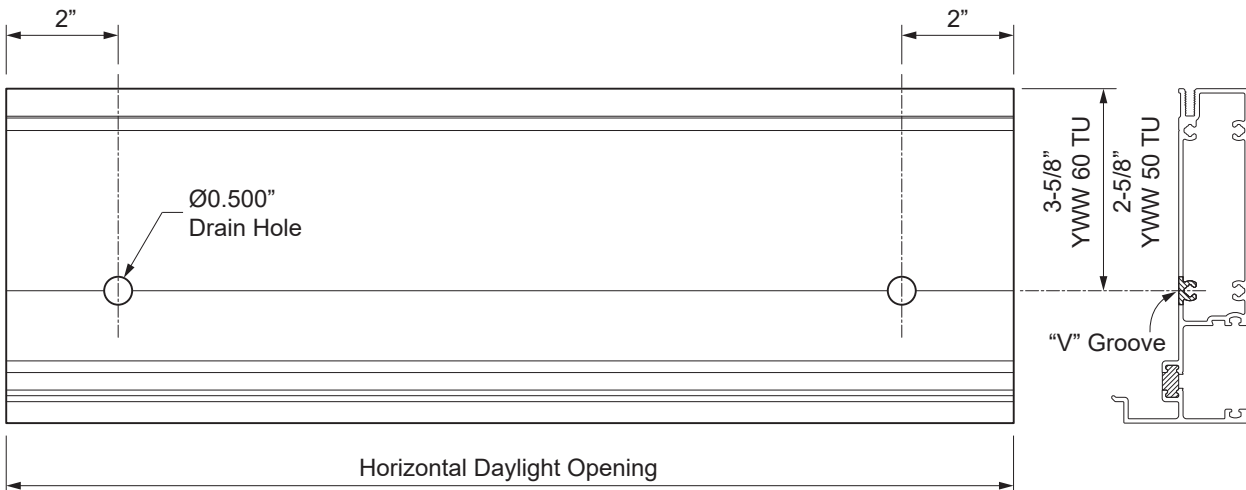 2”
2”
Ø0.500”
Drain Hole
3-5/8”
YWW 60 TU
2-5/8”
YWW 50 TU
“V” Groove
Horizontal Daylight Opening